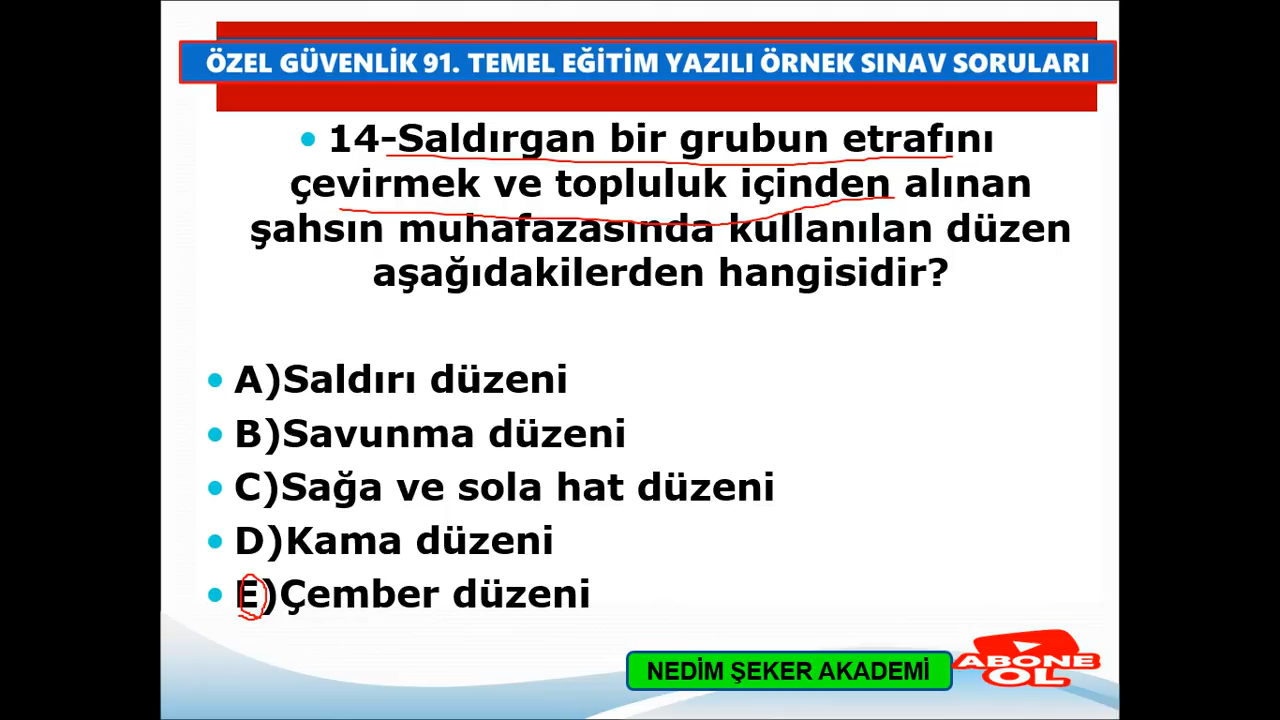 ÖZEL GÜVENLİK 91. TEMEL EĞİTİM YAZILI ÖRNEK SINAV SORULARI
• 14-Saldırgan bir grubun etrafını
çevirmek ve topluluk içinden alınan
şahsın muhafazasında kullanılan düzen
aşağıdakilerden hangisidir?
• A)Saldırı düzeni
• B)Savunma düzeni
• C)Sağa ve sola hat düzeni
• D)Kama düzeni
• E)Çember düzeni
NEDİM ŞEKER AKADEMİ
ABONE
OL